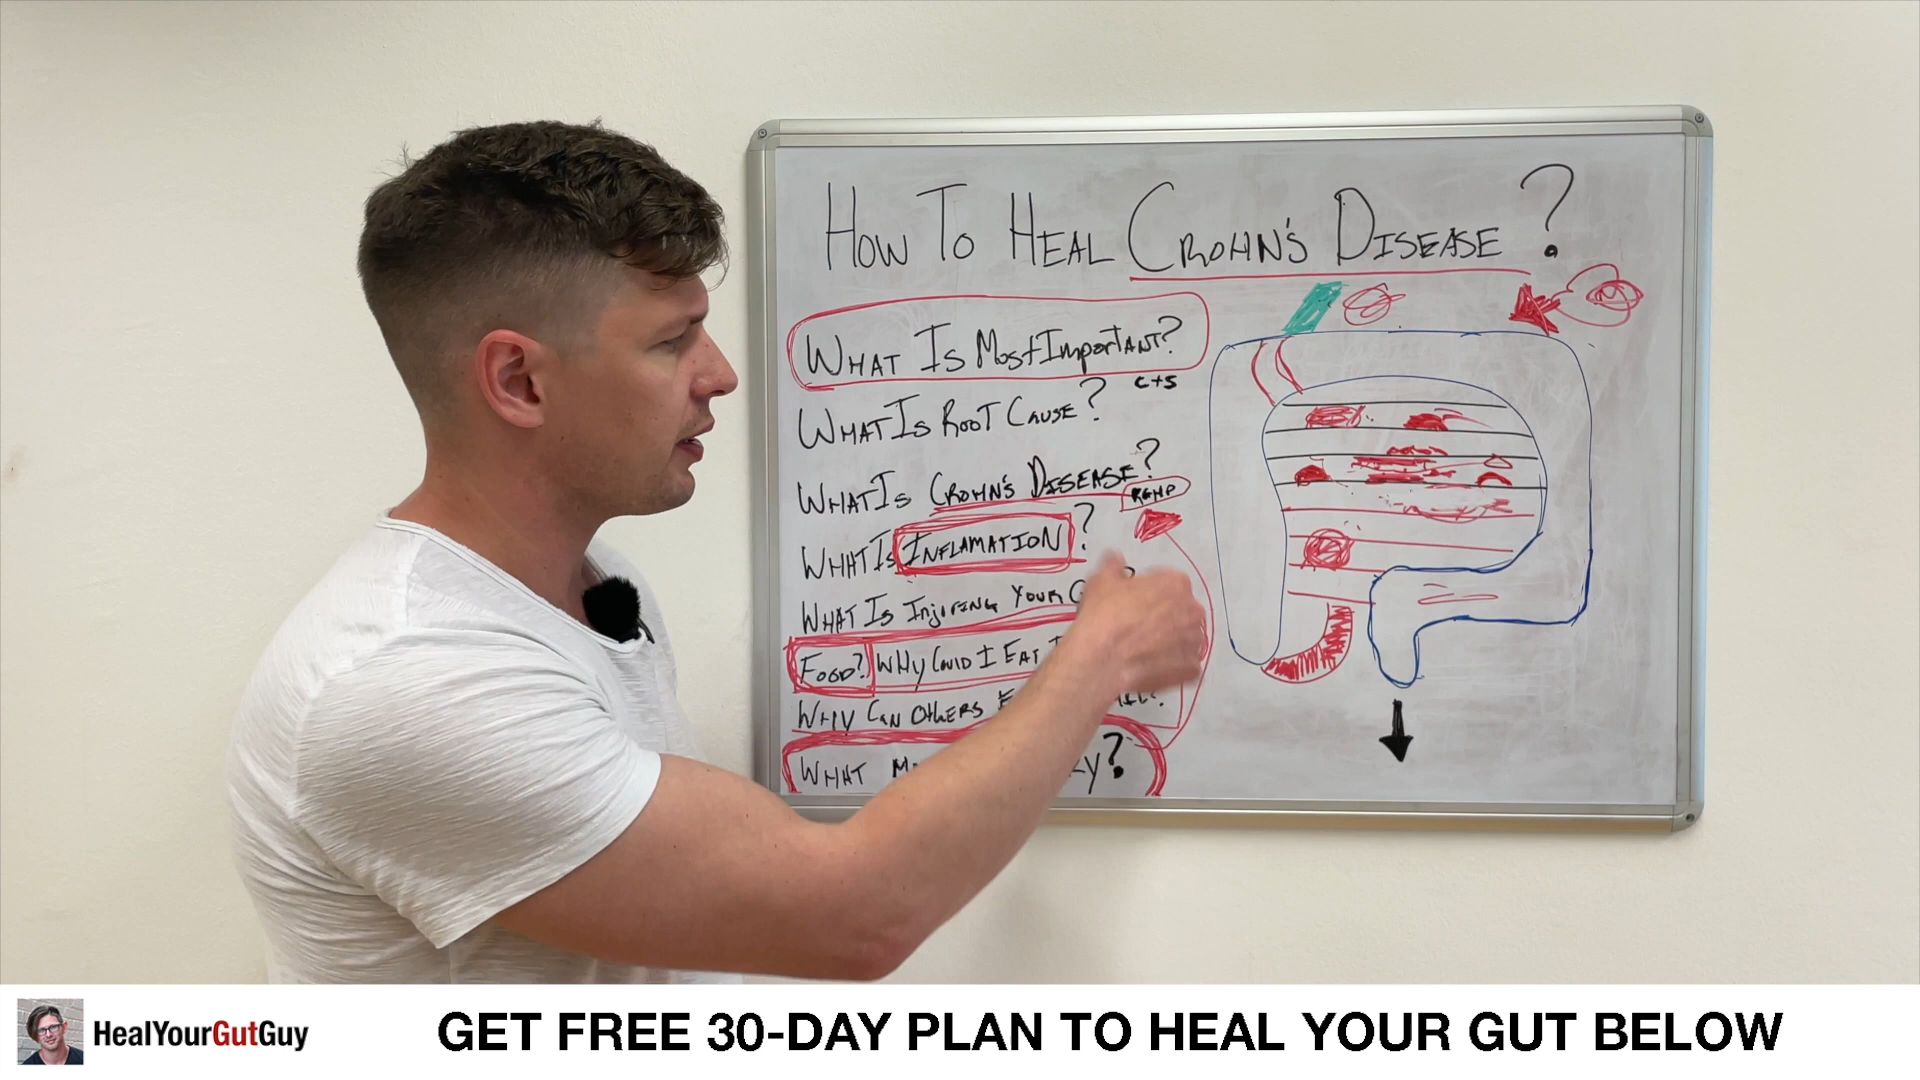 HOW TO HEAL CROHN'S DISEASE ?
WHAT IS MOST IMPORTANT?
C+S
WHAT IS ROOT CAUSE?
WHAT IS CROHN'S DISEASE?
WHAT IS INFLAMATION ?
WHAT IS INJURING YOUR
FOOD? WHY COULD I EAT
WHY CAN OTHERS
WHAT ?
HealYourGutGuy
GET FREE 30-DAY PLAN TO HEAL YOUR GUT BELOW